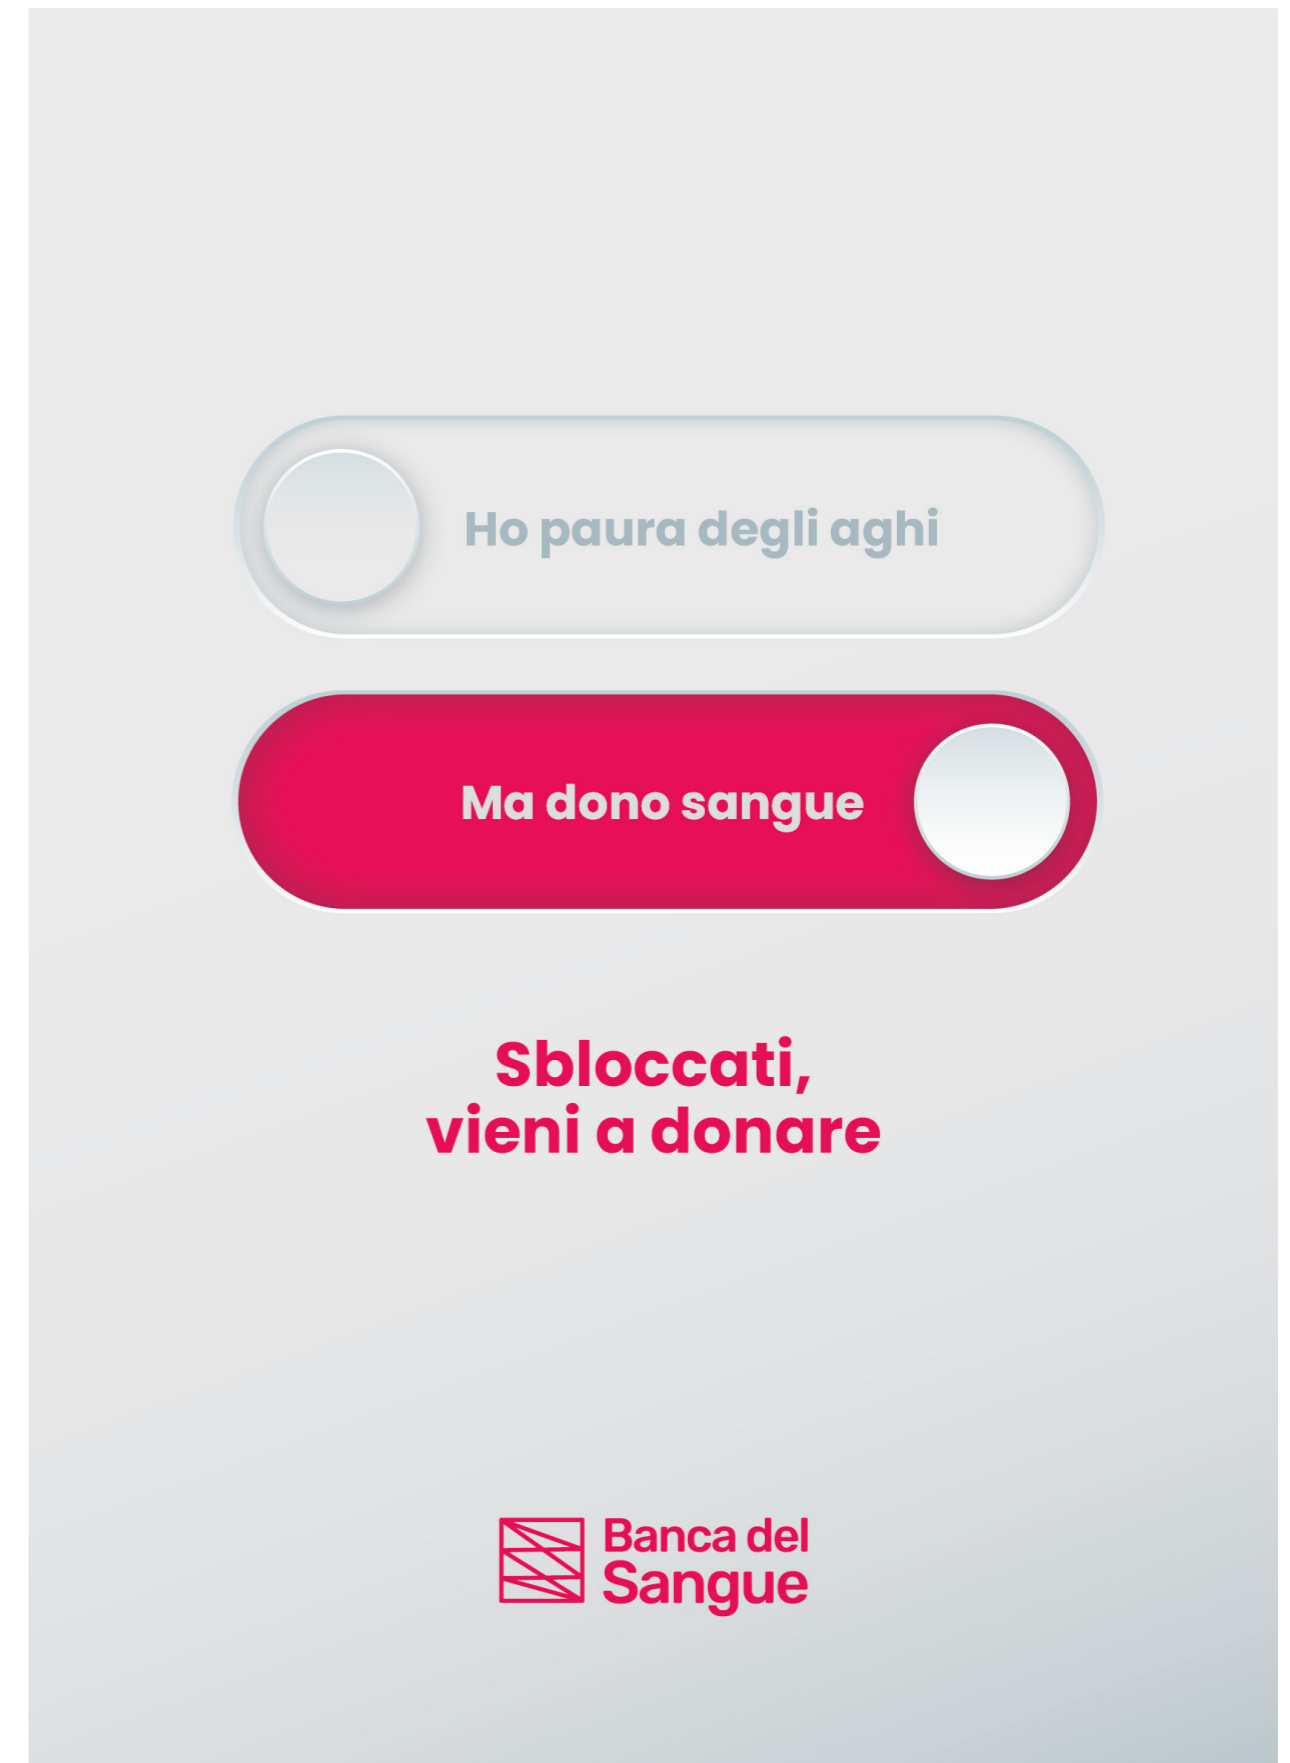 Ho paura degli aghi
Ma dono sangue
Sbloccati,
vieni a donare
Banca del
Sangue